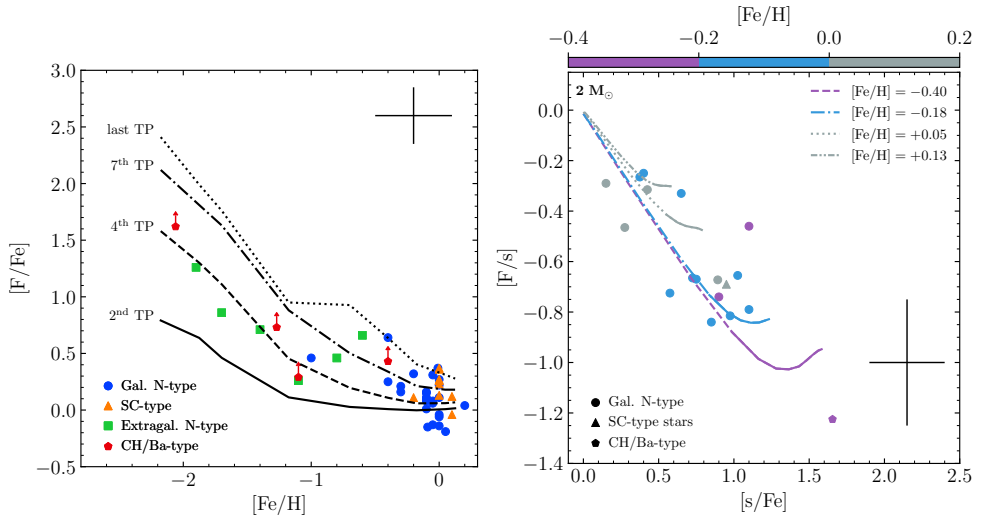 3.0
2.5
2.0
1.5
1.0
0.5
0.0
−0.5
[F/Fe]
last TP
7th TP
4th TP
2nd TP
Gal. N-type
SC-type
Extragal. N-type
CH/Ba-type
−2
−1
0
[Fe/H]
[Fe/H]
−0.4
−0.2
0.0
0.2
2 M⊙
[Fe/H] = −0.40
[Fe/H] = −0.18
[Fe/H] = +0.05
[Fe/H] = +0.13
0.0
−0.2
−0.4
−0.6
−0.8
−1.0
−1.2
−1.4
[F/s]
Gal. N-type
SC-type stars
CH/Ba-type
0.0
0.5
1.0
1.5
2.0
2.5
[s/Fe]